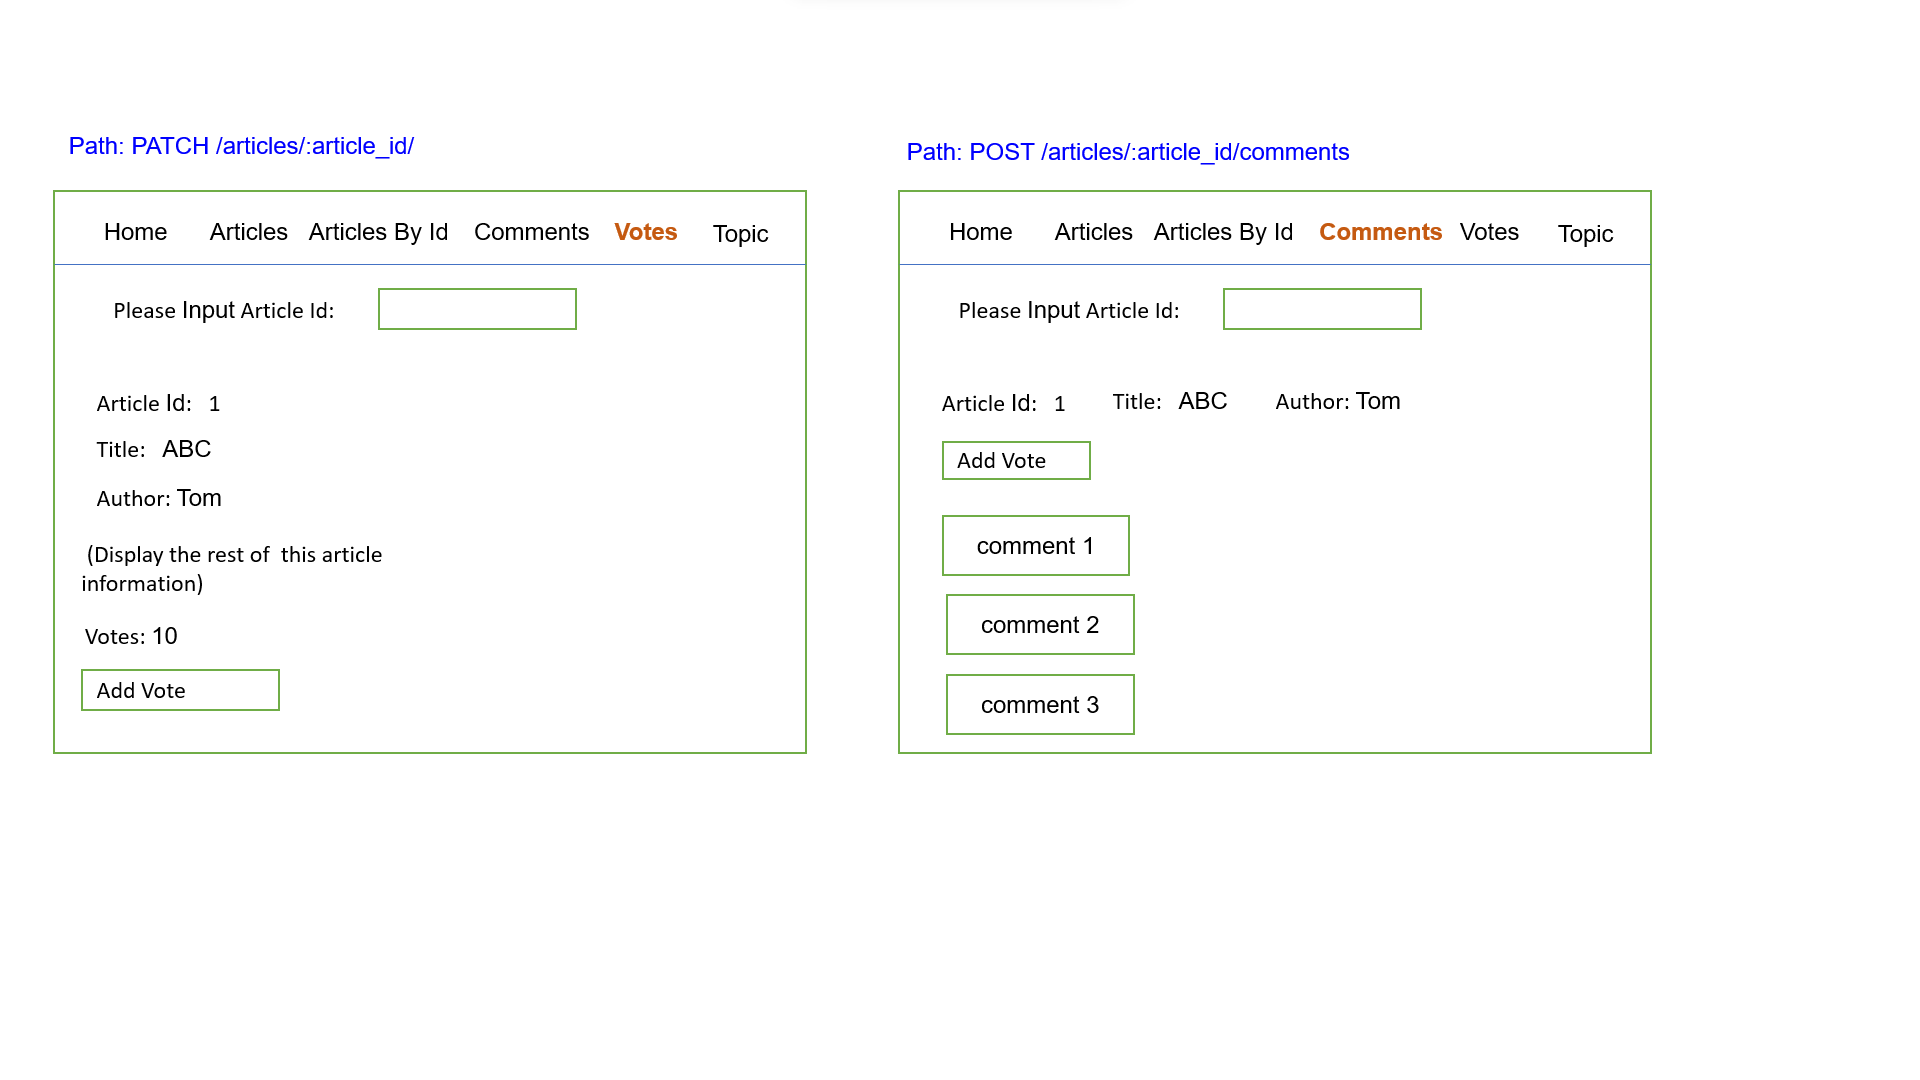 Path: PATCH /articles/:article_id/
Home Articles Articles By Id Comments Votes Topic
Please Input Article Id:
Article Id: 1
Title: ABC
Author: Tom
(Display the rest of this article
information)
Votes: 10
Add Vote
Path: POST /articles/:article_id/comments
Home Articles Articles By Id Comments Votes Topic
Please Input Article Id:
Article Id: 1 Title: ABC Author: Tom
Add Vote
comment 1
comment 2
comment 3